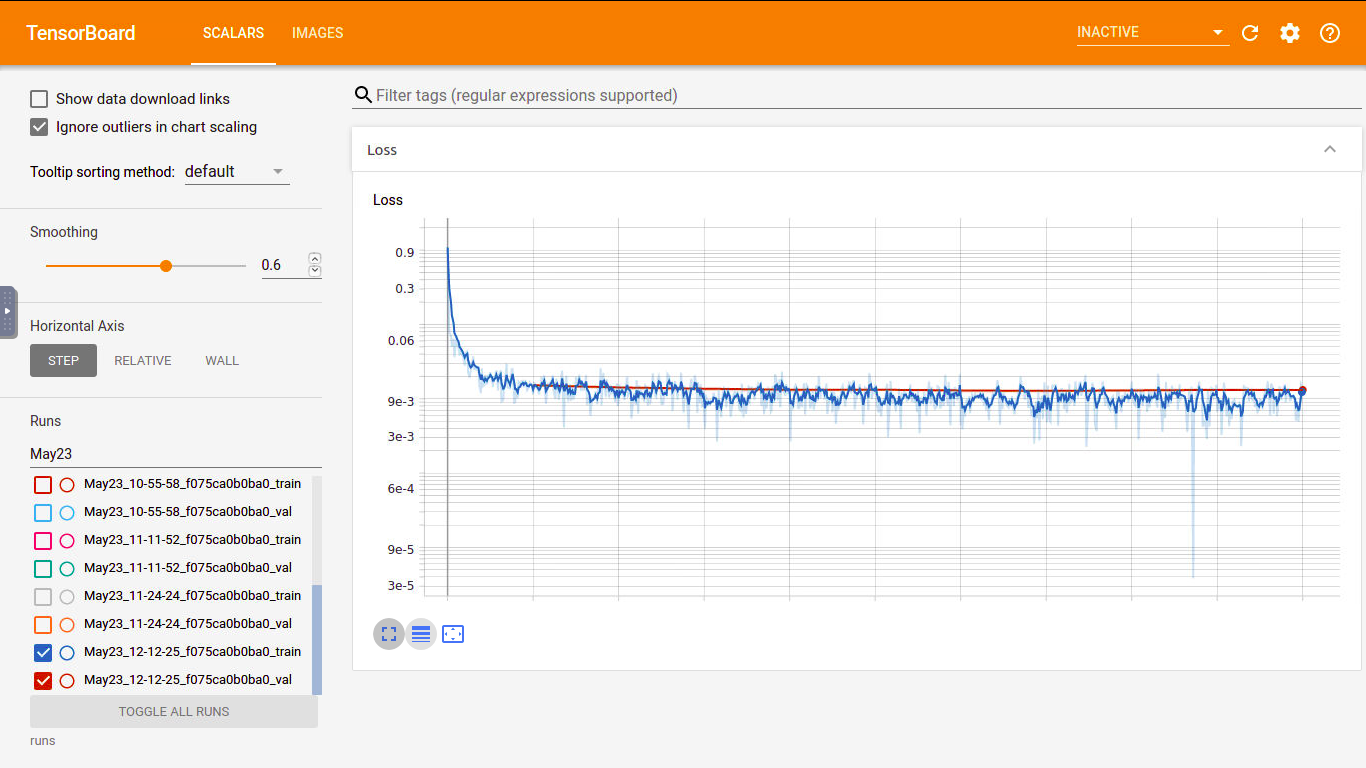 TensorBoard SCALARS IMAGES INACTIVE
Show data download links
Ignore outliers in chart scaling
Tooltip sorting method: default
Smoothing
0.6
Horizontal Axis
STEP RELATIVE WALL
Runs
May23
May23_10-55-58_f075ca0b0ba0_train
May23_10-55-58_f075ca0b0ba0_val
May23_11-11-52_f075ca0b0ba0_train
May23_11-11-52_f075ca0b0ba0_val
May23_11-24-24_f075ca0b0ba0_train
May23_11-24-24_f075ca0b0ba0_val
May23_12-12-25_f075ca0b0ba0_train
May23_12-12-25_f075ca0b0ba0_val
TOGGLE ALL RUNS
runs
Filter tags (regular expressions supported)
Loss
Loss
0.9
0.3
0.06
9e-3
3e-3
6e-4
9e-5
3e-5